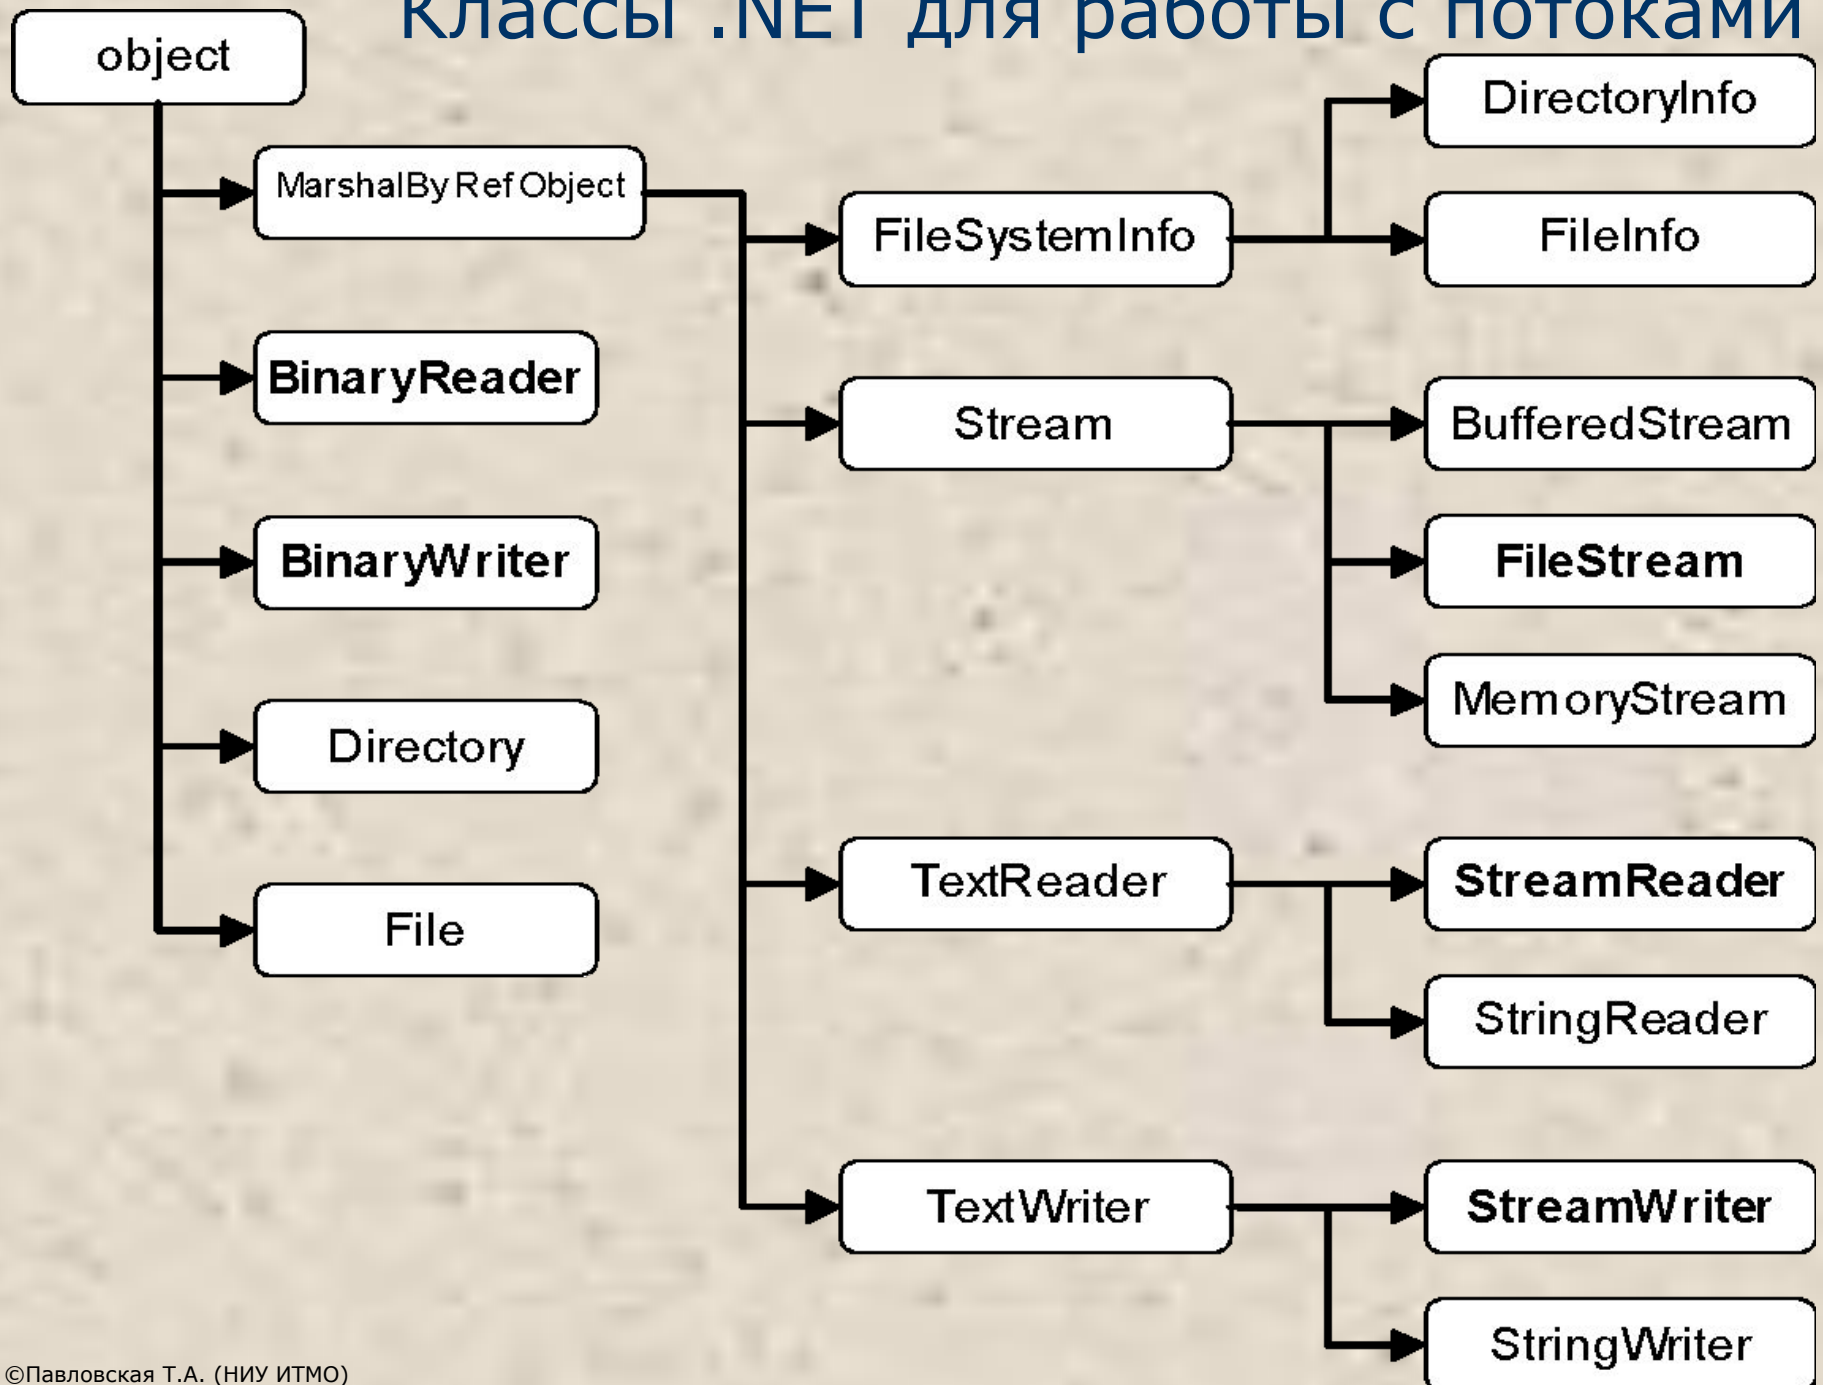 Классы .NET для работы с потоками
object
MarshalByRefObject
BinaryReader
BinaryWriter
Directory
File
FileSystemInfo
Stream
TextReader
TextWriter
DirectoryInfo
FileInfo
BufferedStream
FileStream
MemoryStream
StreamReader
StringReader
StreamWriter
StringWriter
©Павловская Т.А. (НИУ ИТМО)